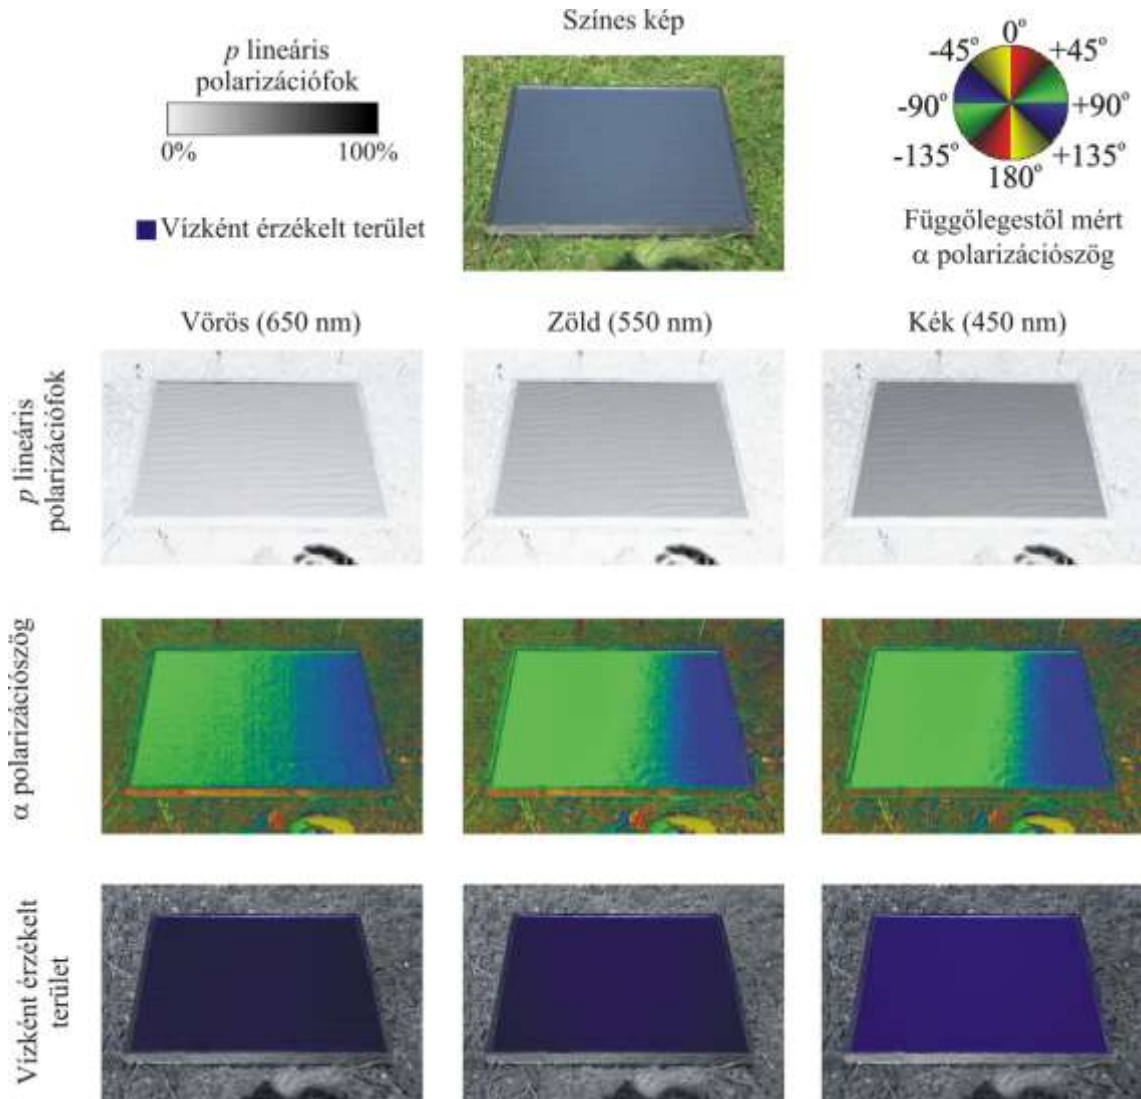 Színes kép
p lineáris
polarizációfok
0% 100%
Vízként érzékelt terület
0°
-45° +45°
-90° +90°
-135° +135°
180°
Függőlegestől mért
α polarizációszög
Vörös (650 nm) Zöld (550 nm) Kék (450 nm)
p lineáris
polarizációfok
α polarizációszög
Vízként érzékelt
terület